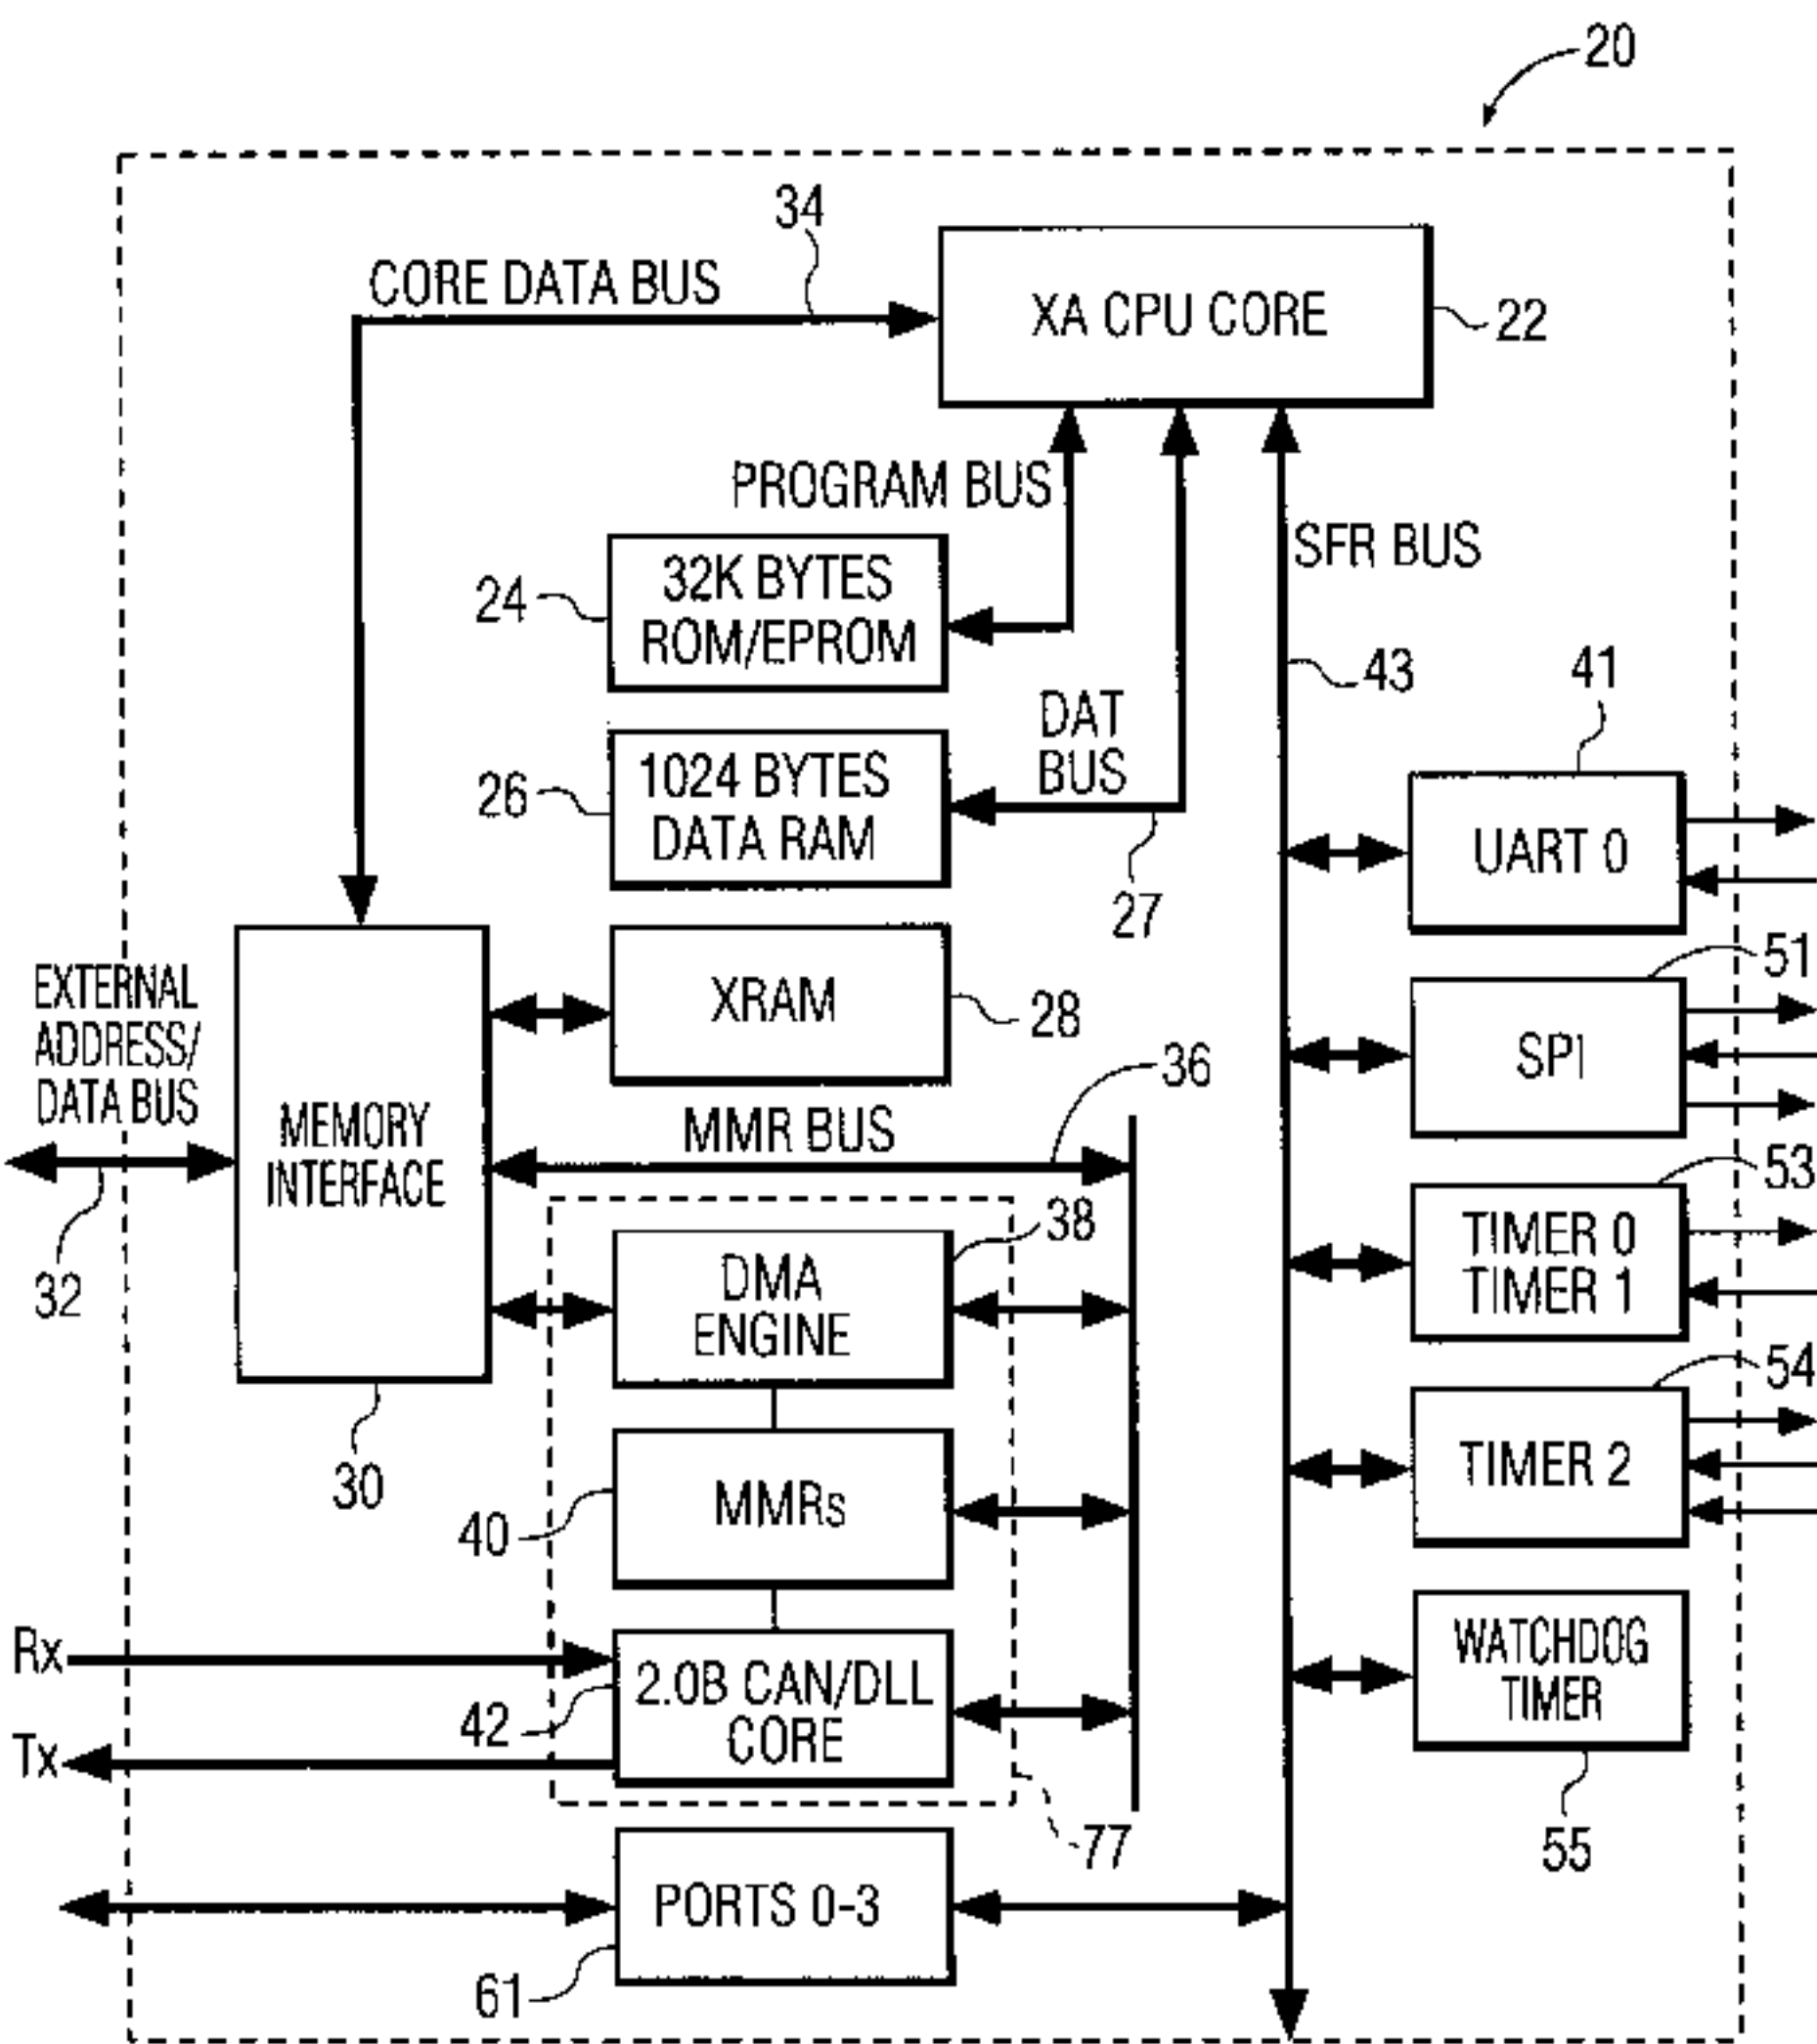 20
34
CORE DATA BUS
XA CPU CORE
22
PROGRAM BUS
SFR BUS
24
32K BYTES
ROM/EPROM
43
41
DAT
BUS
26
1024 BYTES
DATA RAM
UART 0
27
51
EXTERNAL
ADDRESS/
DATA BUS
XRAM
28
SPI
36
MEMORY
INTERFACE
MMR BUS
53
32
38
DMA
ENGINE
TIMER 0
TIMER 1
54
30
40
MMRs
TIMER 2
Rx
Tx
42
2.0B CAN/DLL
CORE
WATCHDOG
TIMER
77
55
PORTS 0-3
61